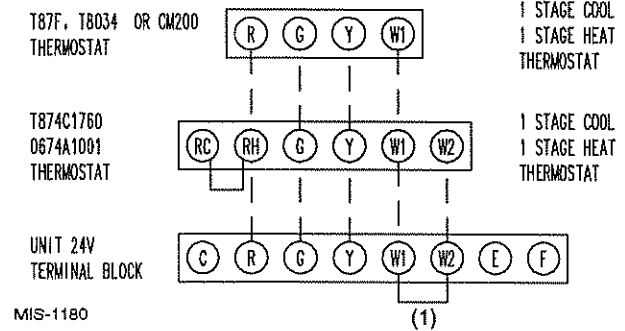 T87F, T8034 OR CM200
THERMOSTAT
R G Y W1
1 STAGE COOL
1 STAGE HEAT
THERMOSTAT
T874C1760
Q674A1001
THERMOSTAT
RC RH G Y W1 W2
1 STAGE COOL
1 STAGE HEAT
THERMOSTAT
UNIT 24V
TERMINAL BLOCK
C R G Y W1 W2 E F
MIS-1180
(1)